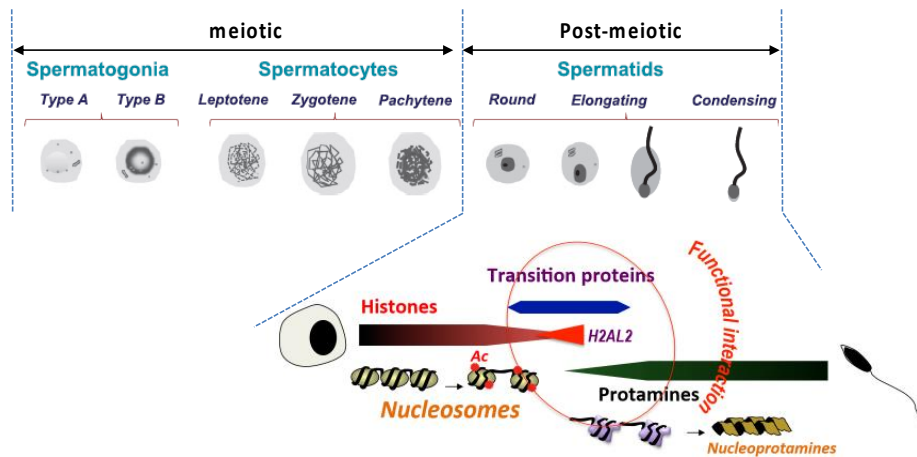 meiotic
Post-meiotic
Spermatogonia
Spermatocytes
Spermatids
Type A
Type B
Leptotene
Zygotene
Pachytene
Round
Elongating
Condensing
Transition proteins
Functional interaction
Histones
H2AL2
Ac
Protamines
Nucleosomes
Nucleoprotamines